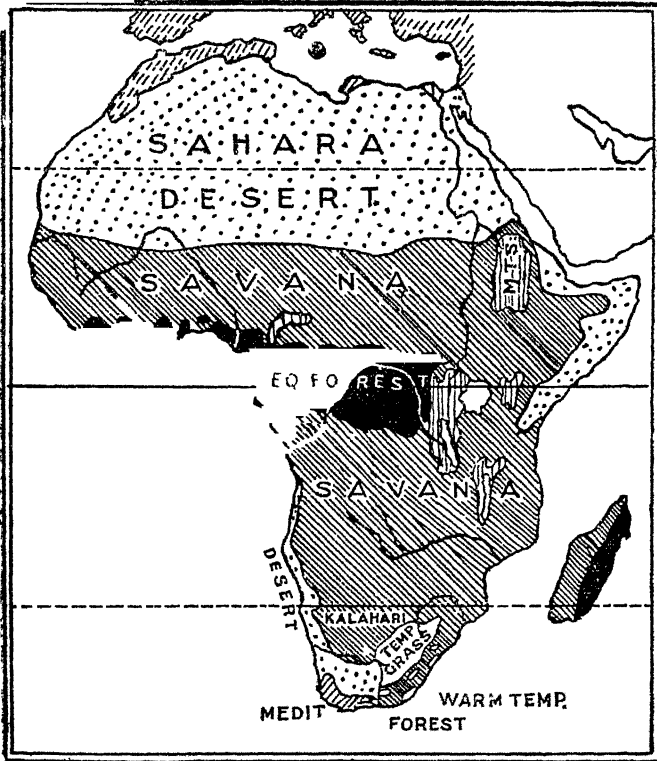 SAHARA
DESERT
SAVANA
MTS
EQ FOREST
SAVANA
DESERT
KALAHARI
TEMP
GRASS
MEDIT
WARM TEMP.
FOREST